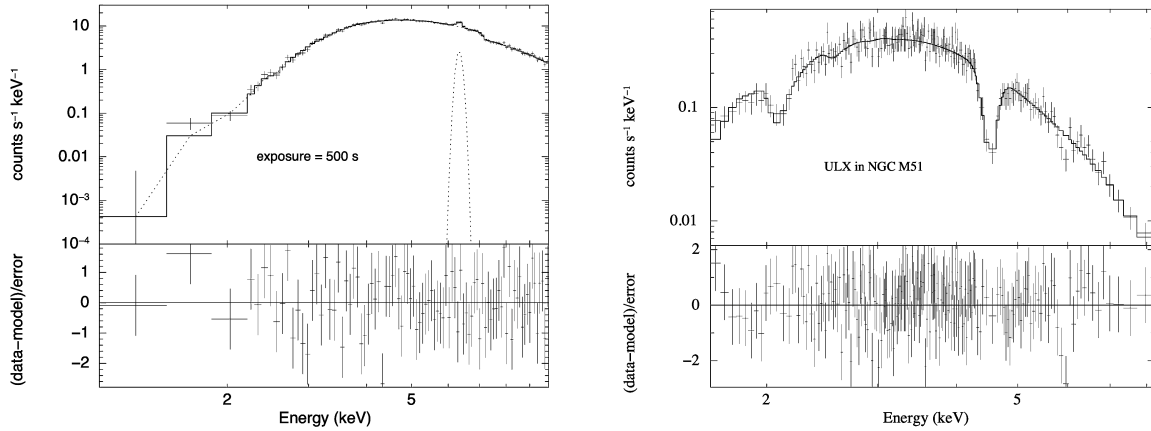 10
1
0.1
0.01
10⁻³
10⁻⁴
counts s⁻¹ keV⁻¹
exposure = 500 s
1
0
−1
−2
(data−model)/error
2
5
Energy (keV)
0.1
0.01
counts s⁻¹ keV⁻¹
ULX in NGC M51
2
0
−2
(data−model)/error
2
5
Energy (keV)